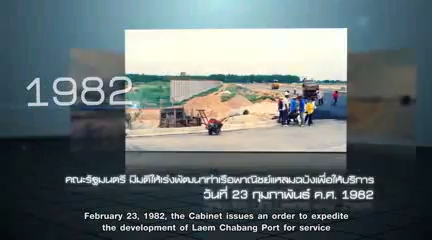 1982
คณะรัฐมนตรี มีมติให้เร่งพัฒนาท่าเรือพาณิชย์แหลมฉบังเพื่อให้บริการ
วันที่ 23 กุมภาพันธ์ ค.ศ. 1982
February 23, 1982, the Cabinet issues an order to expedite
the development of Laem Chabang Port for service